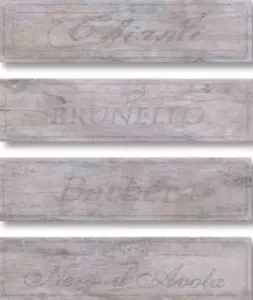 Chianti
BRUNELLO
Barbera
Nero d'Avola